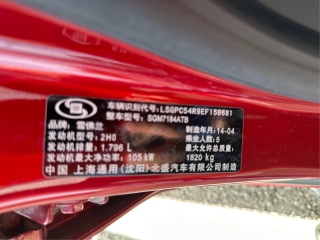 车辆识别代号：LSGPC54R9EF158681
整车型号：SGM7184ATB
品牌：雪佛兰 制造年月：14-04
发动机型号：2H0 乘坐人数：5
发动机排量：1.796 L 最大允许总质量：
发动机最大净功率：105 kW 1820 kg
中国 上海通用（沈阳）北盛汽车有限公司制造